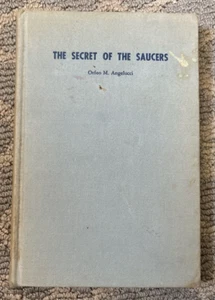 THE SECRET OF THE SAUCERS
Orfeo M. Angelucci